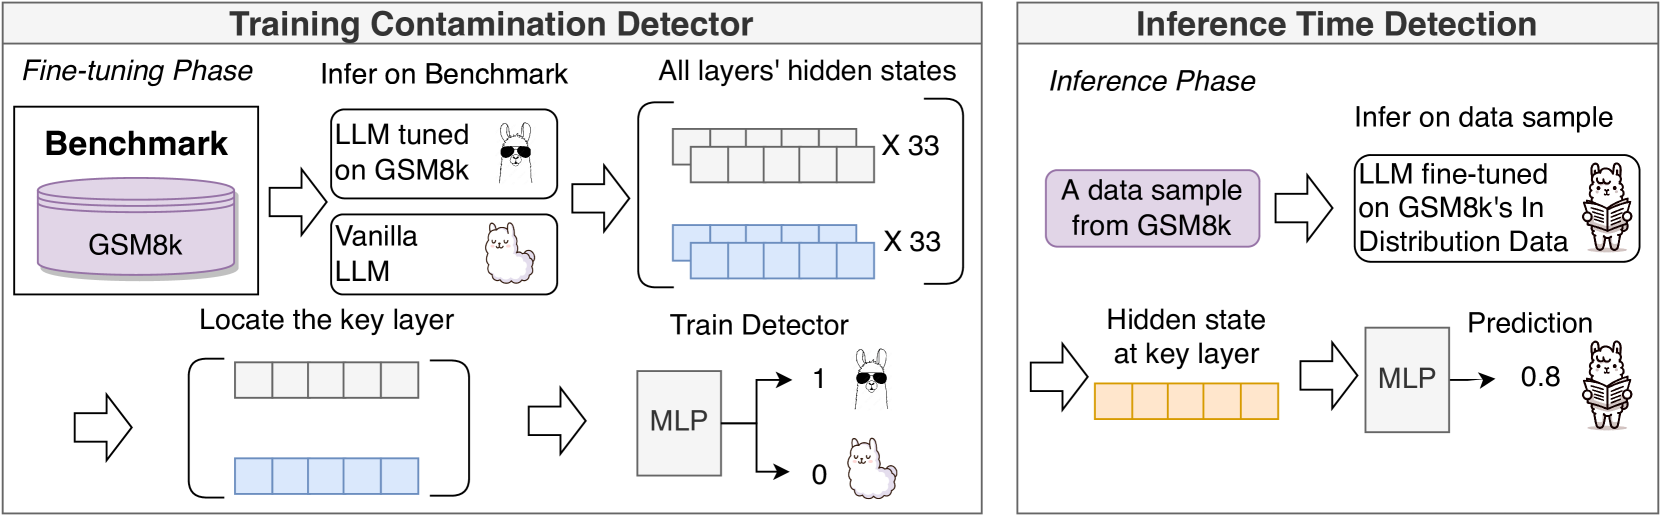 Training Contamination Detector
Fine-tuning Phase
Infer on Benchmark
All layers' hidden states
Benchmark
GSM8k
LLM tuned
on GSM8k
Vanilla
LLM
X 33
X 33
Locate the key layer
Train Detector
MLP
1
0
Inference Time Detection
Inference Phase
Infer on data sample
A data sample
from GSM8k
LLM fine-tuned
on GSM8k's In
Distribution Data
Hidden state
at key layer
Prediction
MLP
0.8